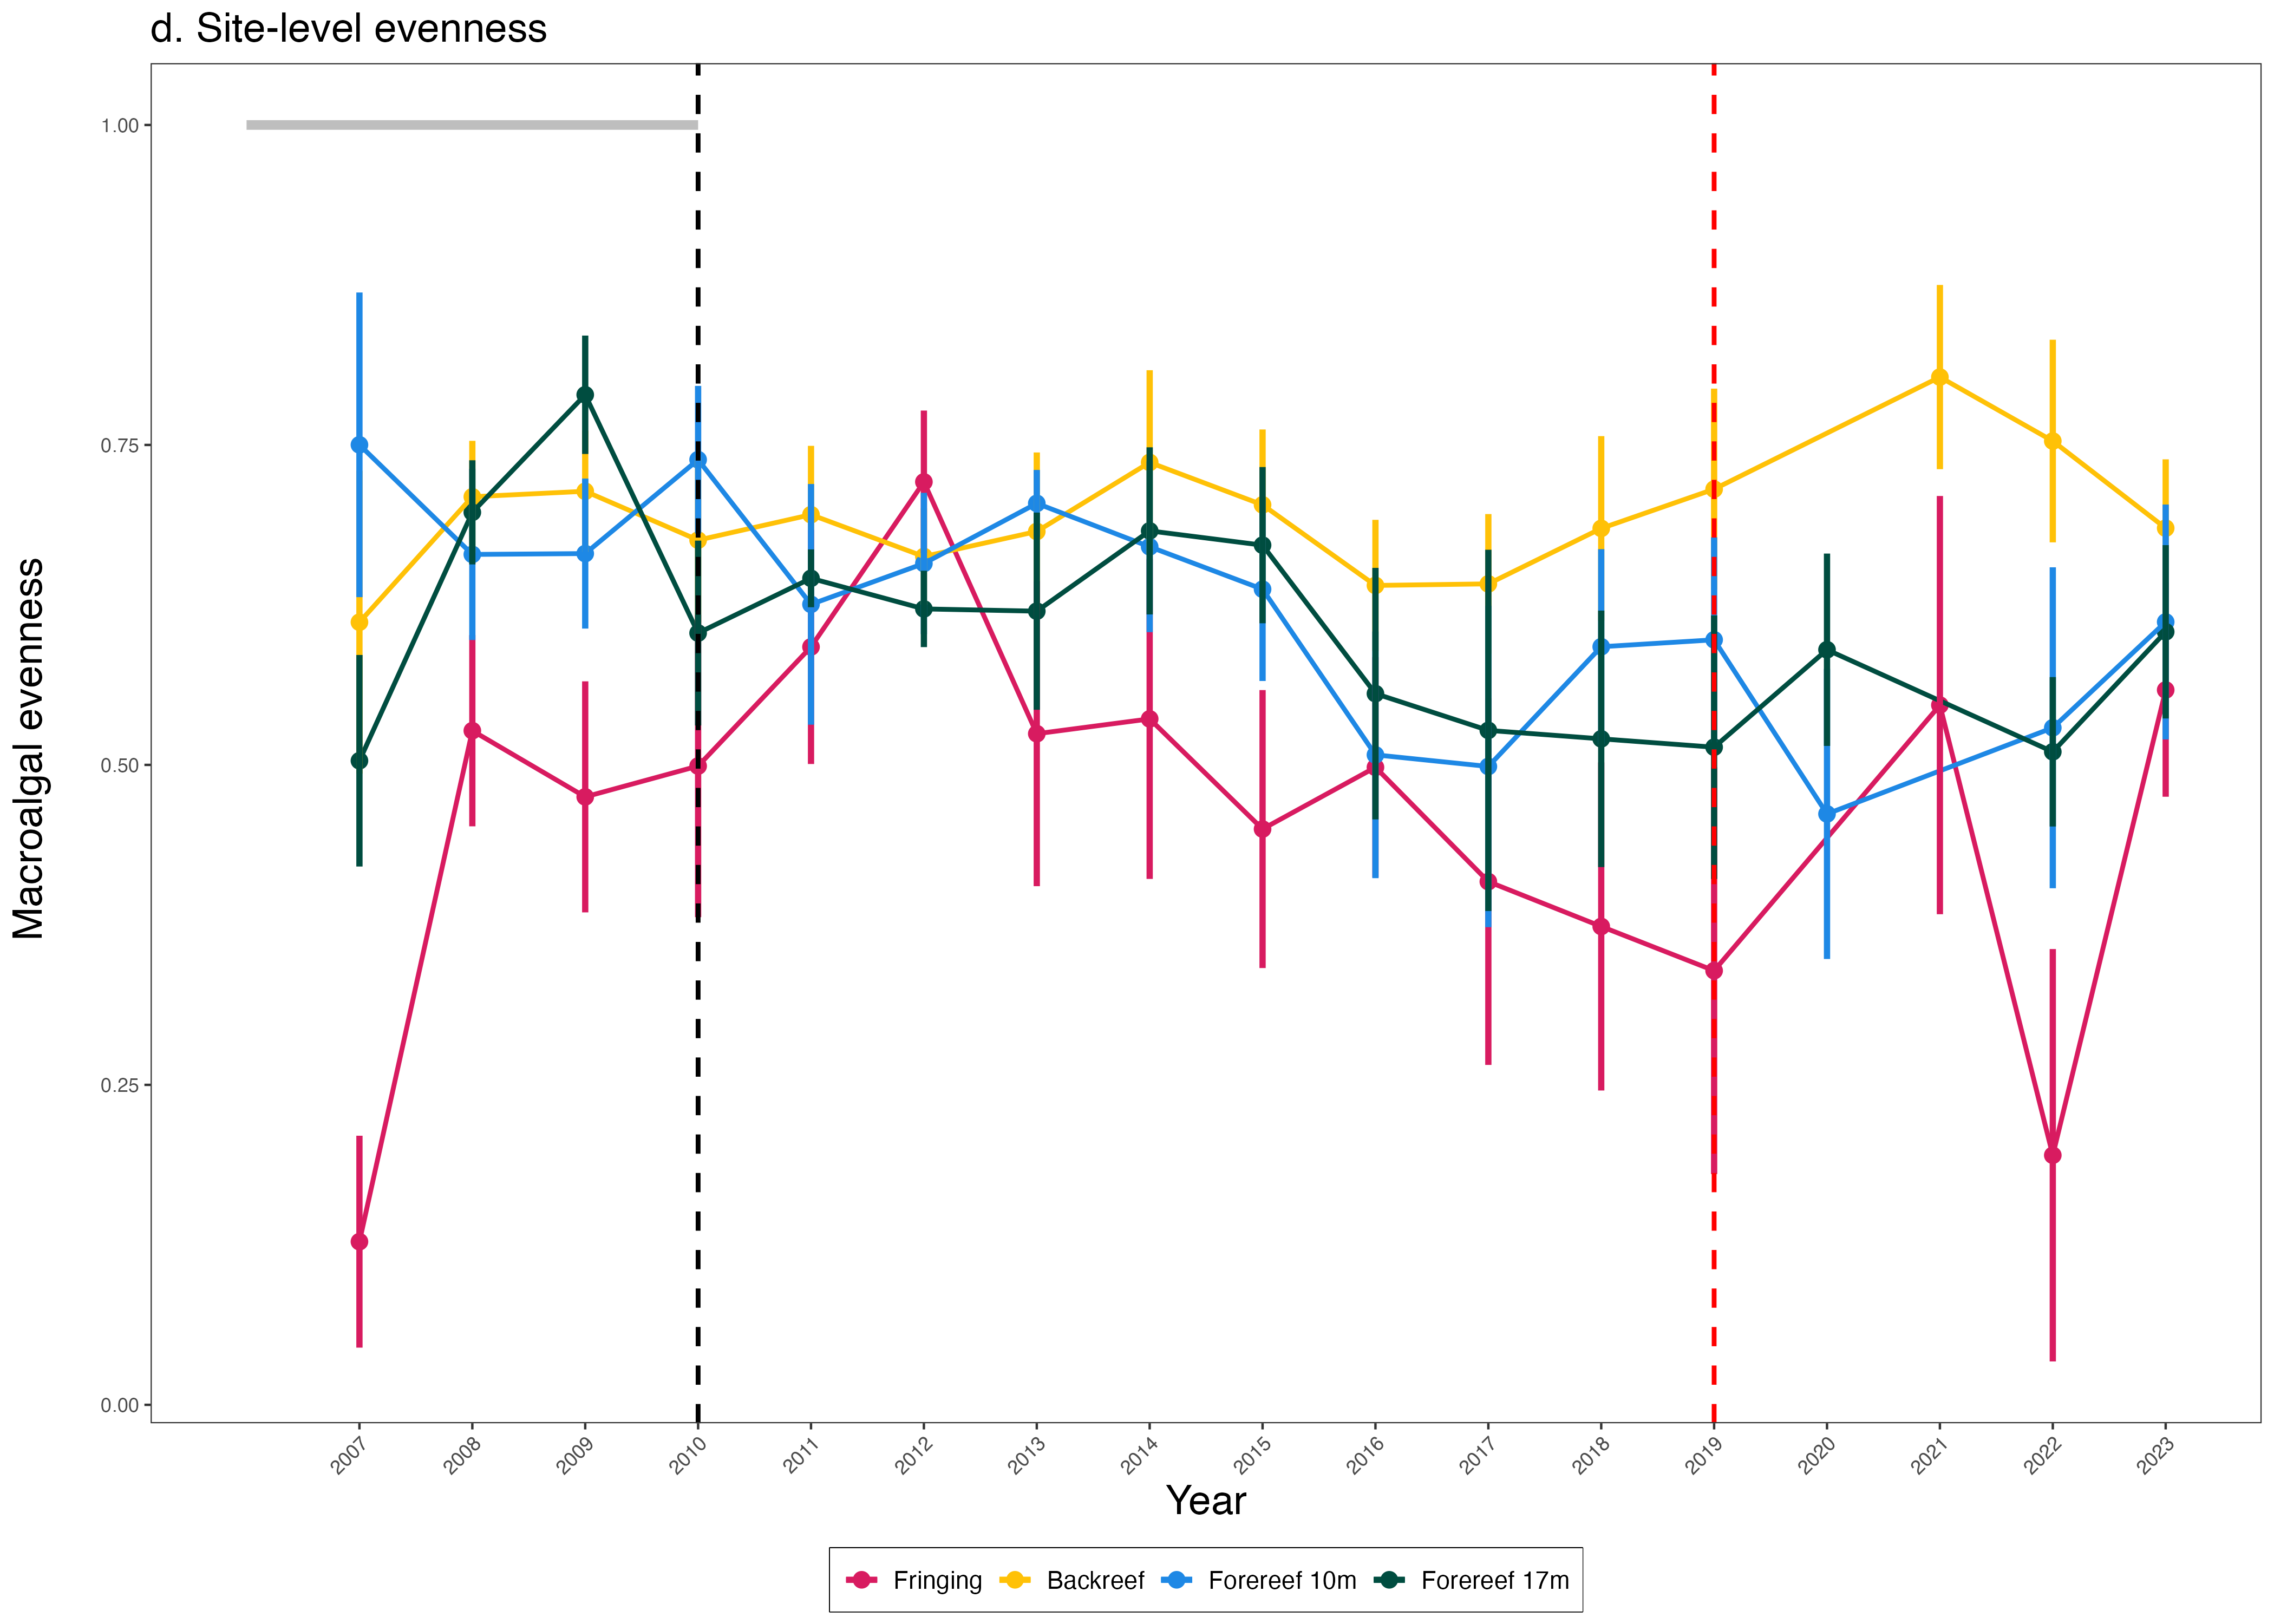 d. Site-level evenness
Macroalgal evenness
1.00
0.75
0.50
0.25
0.00
2007 2008 2009 2010 2011 2012 2013 2014 2015 2016 2017 2018 2019 2020 2021 2022 2023
Year
Fringing Backreef Forereef 10m Forereef 17m